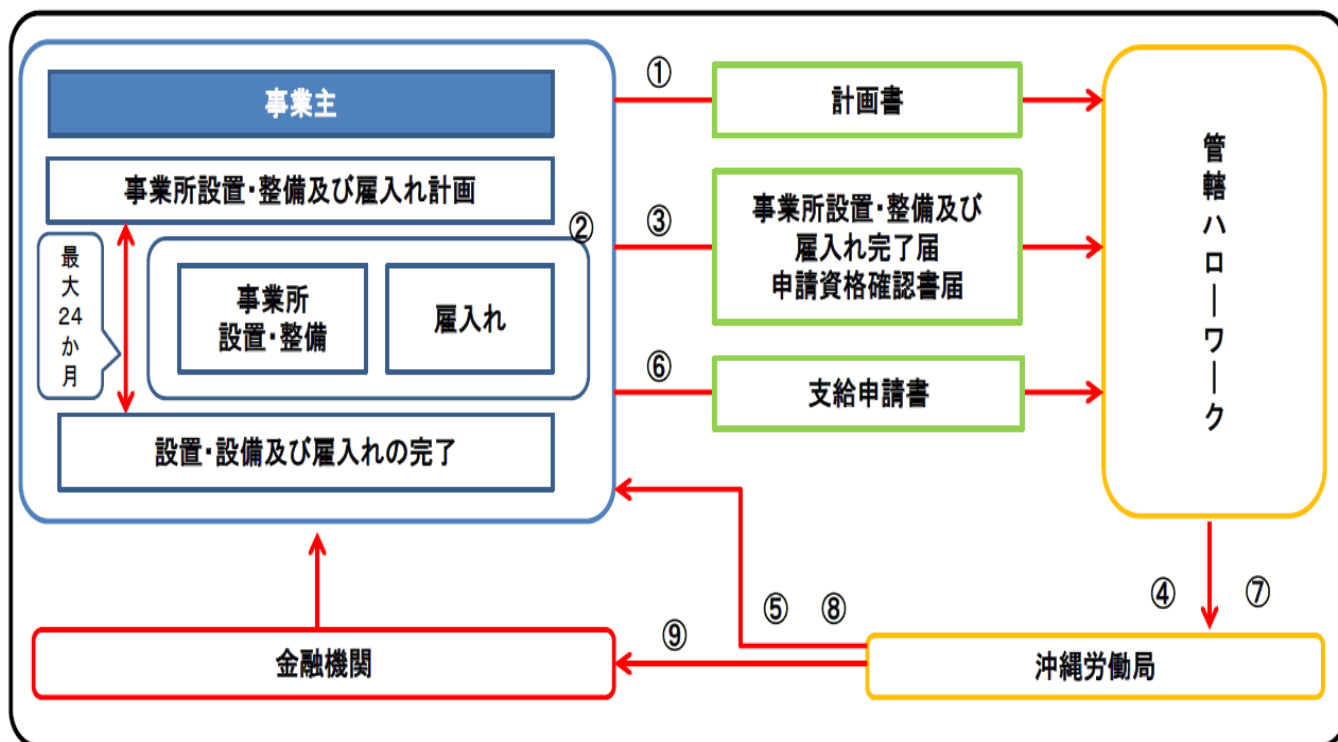 事業主
事業所設置・整備及び雇入れ計画
最大24か月
②
事業所
設置・整備
雇入れ
設置・設備及び雇入れの完了
①
計画書
③
事業所設置・整備及び
雇入れ完了届
申請資格確認書届
⑥
支給申請書
管轄ハローワーク
④
⑦
⑤
⑧
⑨
金融機関
沖縄労働局